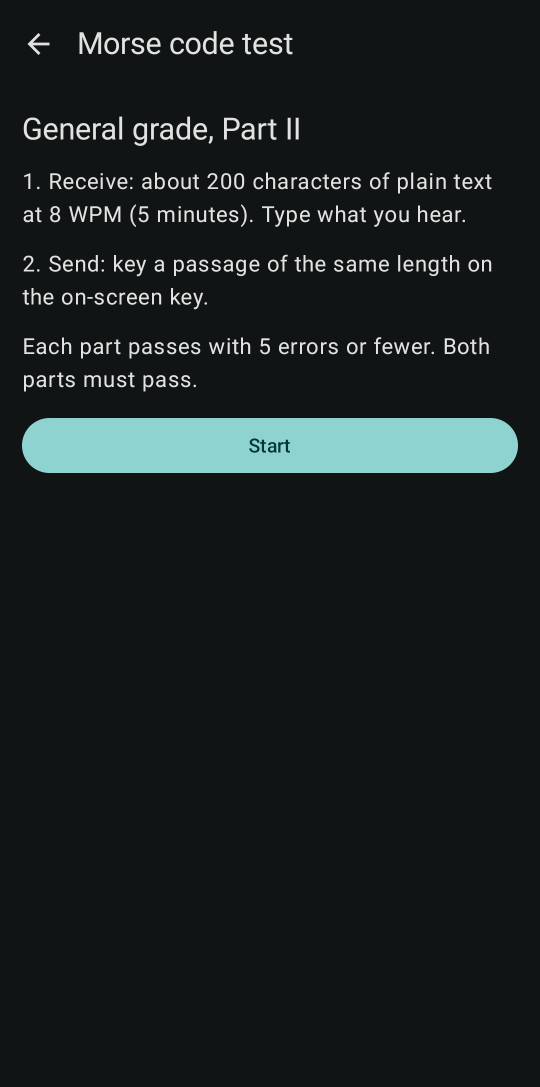 Morse code test
General grade, Part II
1. Receive: about 200 characters of plain text
at 8 WPM (5 minutes). Type what you hear.
2. Send: key a passage of the same length on
the on-screen key.
Each part passes with 5 errors or fewer. Both
parts must pass.
Start